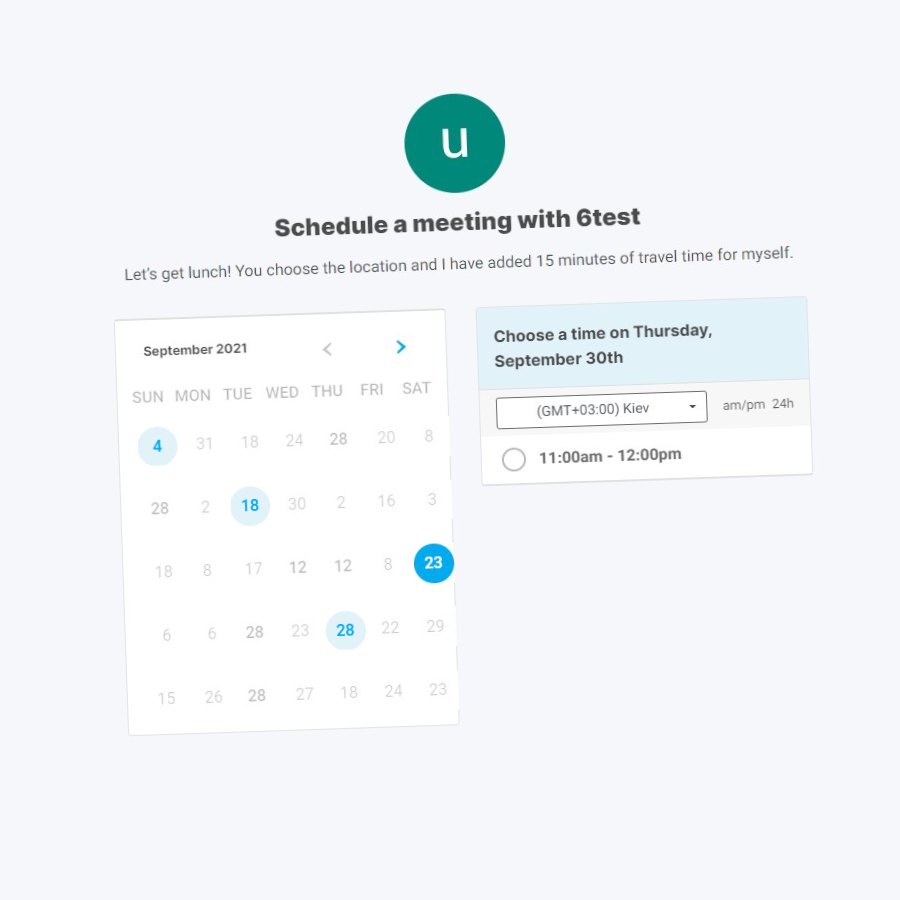 u
Schedule a meeting with 6test
Let's get lunch! You choose the location and I have added 15 minutes of travel time for myself.
September 2021
SUN MON TUE WED THU FRI SAT
4 31 18 24 28 20 8
28 2 18 30 2 16 3
18 8 17 12 12 8 23
6 6 28 23 28 22 29
15 26 28 27 18 24 23
Choose a time on Thursday,
September 30th
(GMT+03:00) Kiev am/pm 24h
11:00am - 12:00pm